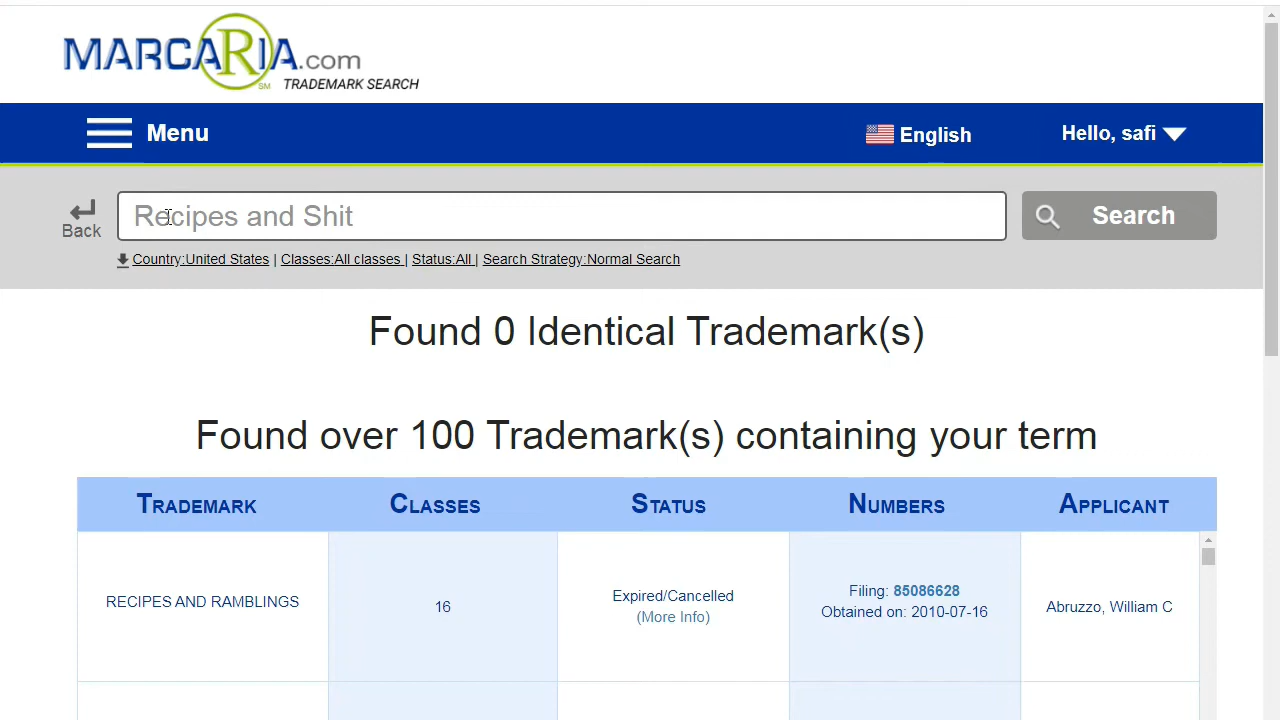 MARCARIA.com
SM
TRADEMARK SEARCH
Menu
English
Hello, safi
Back
Recipes and Shit
Search
Country:United States | Classes:All classes | Status:All | Search Strategy:Normal Search
Found 0 Identical Trademark(s)
Found over 100 Trademark(s) containing your term
TRADEMARK CLASSES STATUS NUMBERS APPLICANT
RECIPES AND RAMBLINGS 16 Expired/Cancelled (More Info) Filing: 85086628 Obtained on: 2010-07-16 Abruzzo, William C